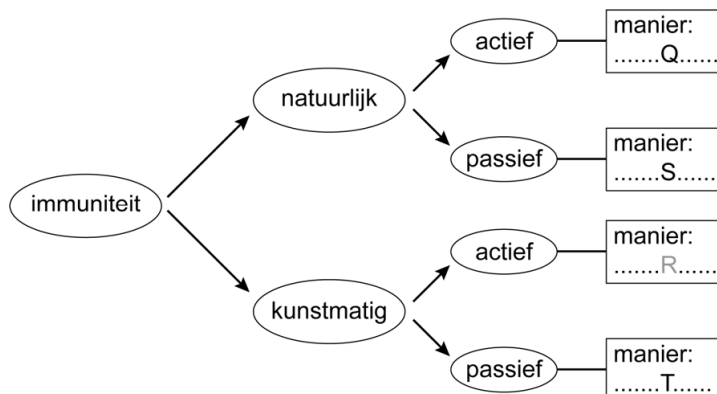 actief
manier:
.......Q......
natuurlijk
passief
manier:
.......S......
immuniteit
actief
manier:
.......R......
kunstmatig
passief
manier:
.......T......